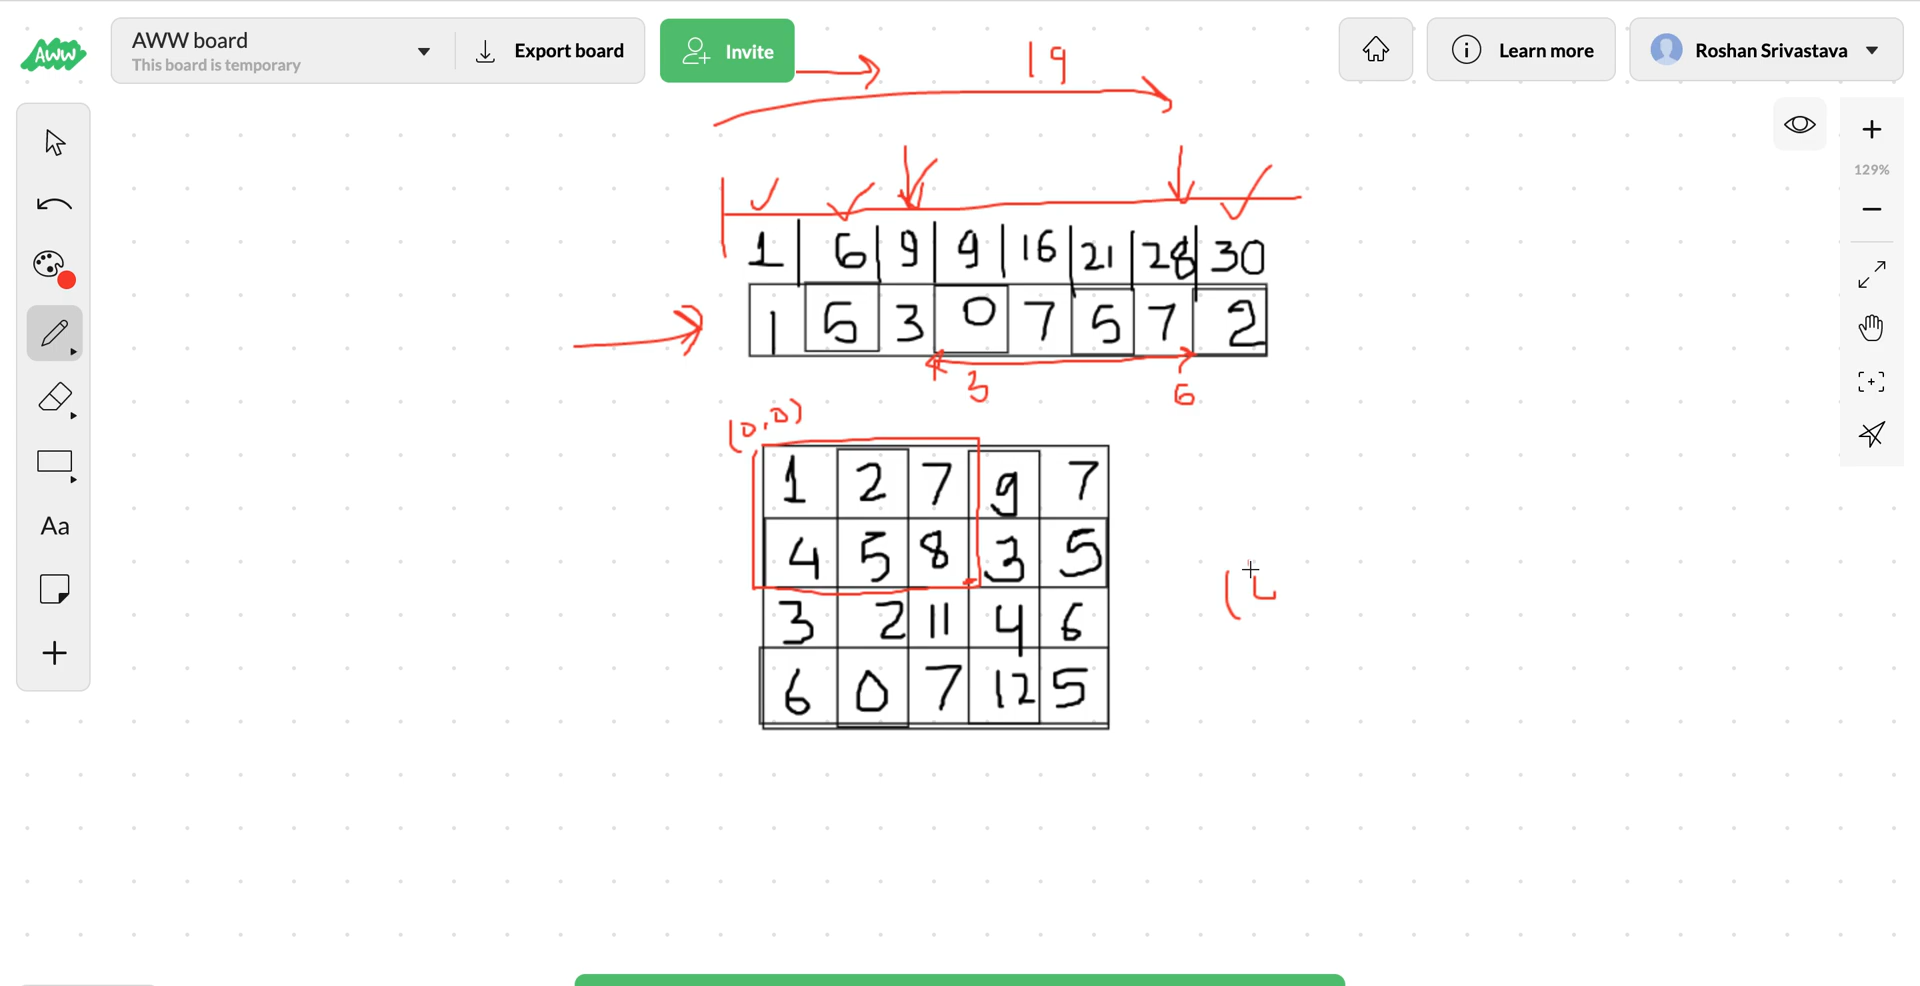 AWW
AWW board
This board is temporary
Export board
Invite
Learn more
Roshan Srivastava
19
129%
1 6 9 9 16 21 28 30
1 5 3 0 7 5 7 2
3 6
(0,0)
1 2 7 9 7
4 5 8 3 5
3 2 11 4 6
6 0 7 12 5
Aa